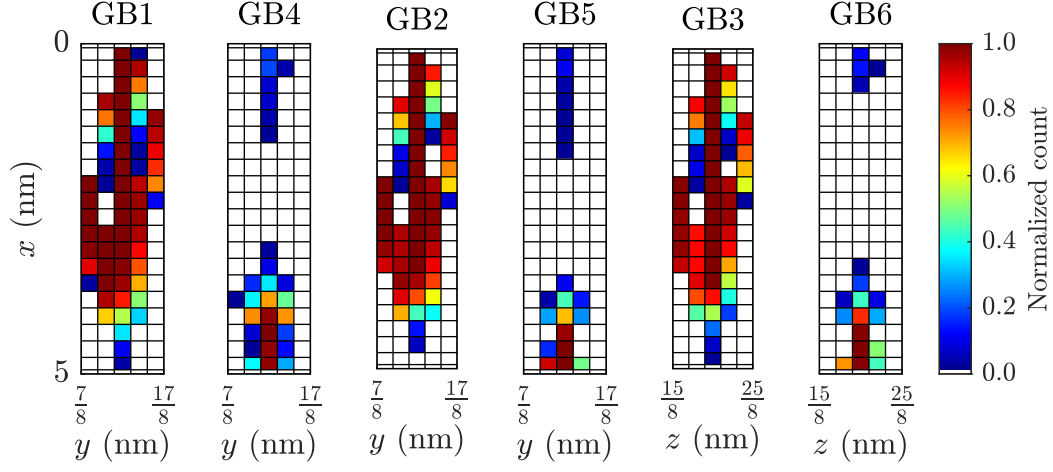 GB1 GB4 GB2 GB5 GB3 GB6
0
5
x (nm)
7/8 17/8 7/8 17/8 7/8 17/8 7/8 17/8 15/8 25/8 15/8 25/8
y (nm) y (nm) y (nm) y (nm) z (nm) z (nm)
1.0
0.8
0.6
0.4
0.2
0.0
Normalized count